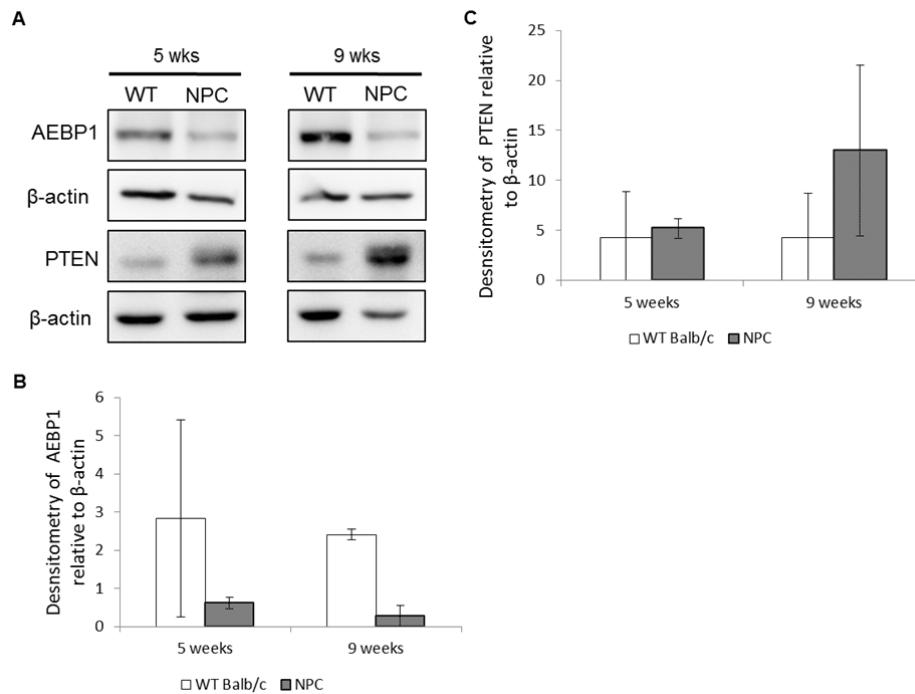 A
5 wks
9 wks
WT NPC
WT NPC
AEBP1
β-actin
PTEN
β-actin
B
Desnsitometry of AEBP1
relative to β-actin
6
5
4
3
2
1
0
5 weeks
9 weeks
WT Balb/c NPC
C
Desnsitometry of PTEN relative
to β-actin
25
20
15
10
5
0
5 weeks
9 weeks
WT Balb/c NPC